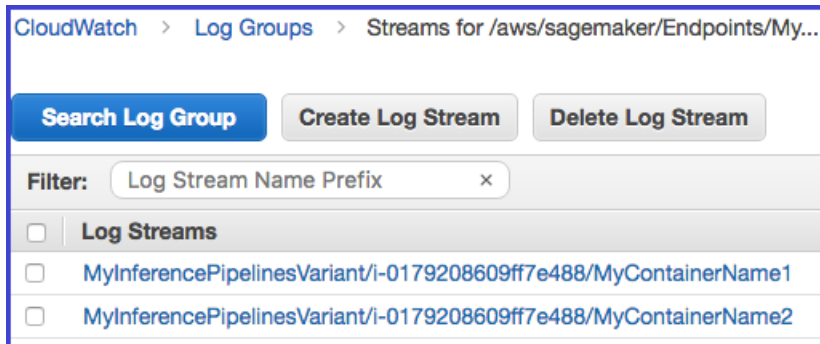 CloudWatch > Log Groups > Streams for /aws/sagemaker/Endpoints/My...
Search Log Group Create Log Stream Delete Log Stream
Filter: Log Stream Name Prefix ×
Log Streams
MyInferencePipelinesVariant/i-0179208609ff7e488/MyContainerName1
MyInferencePipelinesVariant/i-0179208609ff7e488/MyContainerName2